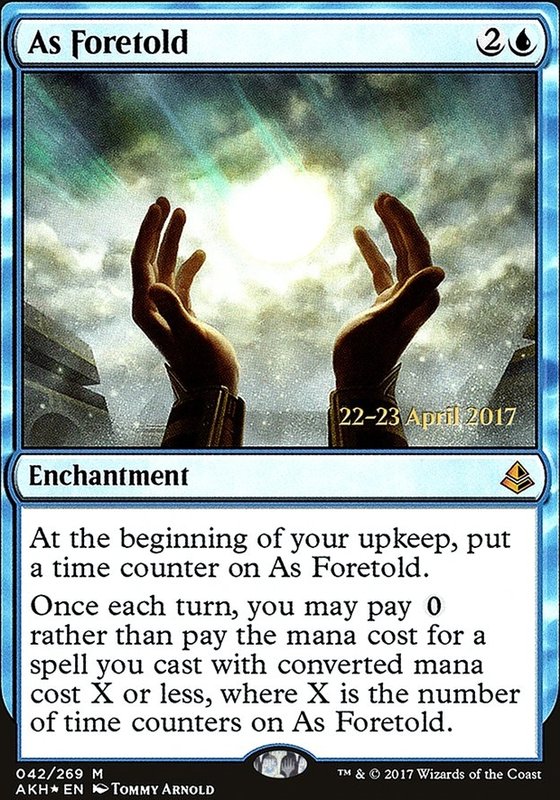 As Foretold 2
22-23 April 2017
Enchantment
At the beginning of your upkeep, put
a time counter on As Foretold.
Once each turn, you may pay 0
rather than pay the mana cost for a
spell you cast with converted mana
cost X or less, where X is the number
of time counters on As Foretold.
042/269 M
AKH★EN Tommy Arnold
™ & © 2017 Wizards of the Coast